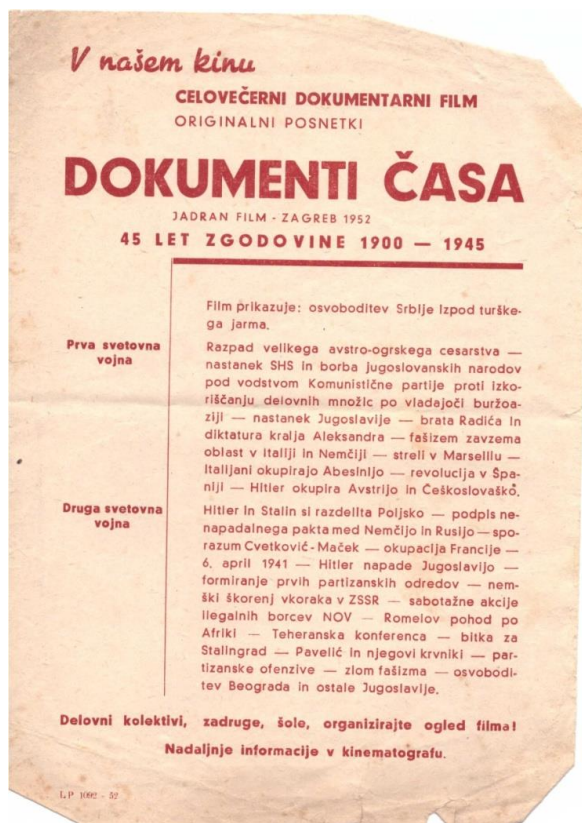 V našem kinu
CELOVEČERNI DOKUMENTARNI FILM
ORIGINALNI POSNETKI
DOKUMENTI ČASA
JADRAN FILM - ZAGREB 1952
45 LET ZGODOVINE 1900 — 1945
Film prikazuje: osvoboditev Srbije izpod turške-
ga jarma.
Prva svetovna
vojna
Razpad velikega avstro-ogrskega cesarstva —
nastanek SHS in borba jugoslovanskih narodov
pod vodstvom Komunistične partije proti izko-
riščanju delovnih množic po vladajoči buržoa-
ziji — nastanek Jugoslavije — brata Radića in
diktatura kralja Aleksandra — fašizem zavzema
oblast v Italiji in Nemčiji — streli v Marseillu —
Italijani okupirajo Abesinijo — revolucija v Špa-
niji — Hitler okupira Avstrijo in Češkoslovaško.
Druga svetovna
vojna
Hitler in Stalin si razdelita Poljsko — podpis ne-
napadalnega pakta med Nemčijo in Rusijo — spo-
razum Cvetković-Maček — okupacija Francije —
6. april 1941 — Hitler napade Jugoslavijo —
formiranje prvih partizanskih odredov — nem-
ški škorenj vkoraka v ZSSR — sabotažne akcije
ilegalnih borcev NOV — Romelov pohod po
Afriki — Teheranska konferenca — bitka za
Stalingrad — Pavelić in njegovi krvniki — par-
tizanske ofenzive — zlom fašizma — osvobodi-
tev Beograda in ostale Jugoslavije.
Delovni kolektivi, zadruge, šole, organizirajte ogled filma!
Nadaljnje informacije v kinematografu.
LP 1092 - 52